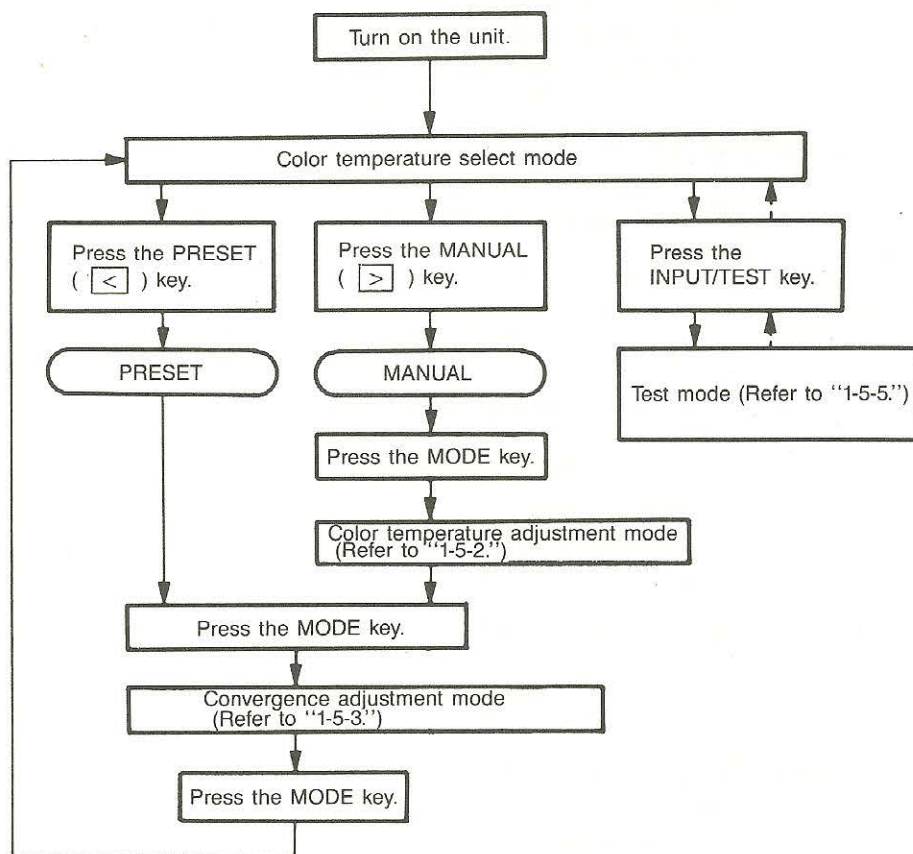 Turn on the unit.
Color temperature select mode
Press the PRESET
( < ) key.
Press the MANUAL
( > ) key.
Press the
INPUT/TEST key.
PRESET
MANUAL
Test mode (Refer to "1-5-5.")
Press the MODE key.
Color temperature adjustment mode
(Refer to "1-5-2.")
Press the MODE key.
Convergence adjustment mode
(Refer to "1-5-3.")
Press the MODE key.